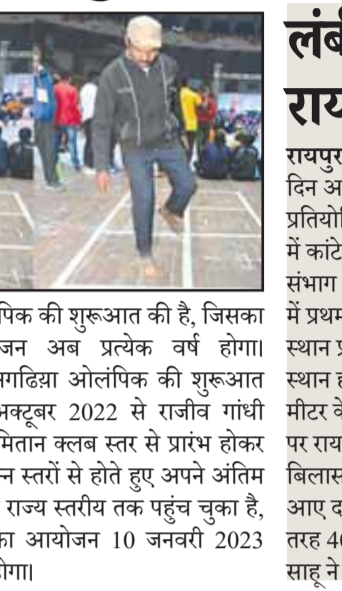 पिक की शुरूआत की है, जिसका
जन अब प्रत्येक वर्ष होगा।
गढिय़ा ओलंपिक की शुरूआत
अक्टूबर 2022 से राजीव गांधी
मितान क्लब स्तर से प्रारंभ होकर
न्न स्तरों से होते हुए अपने अंतिम
राज्य स्तरीय तक पहुंच चुका है,
का आयोजन 10 जनवरी 2023
होगा।
लंबी
राय
रायपुर
दिन अ
प्रतियो
में कांटे
संभाग
में प्रथम
स्थान प्र
स्थान ह
मीटर के
पर राय
बिलास
आए द
तरह 40
साहू ने